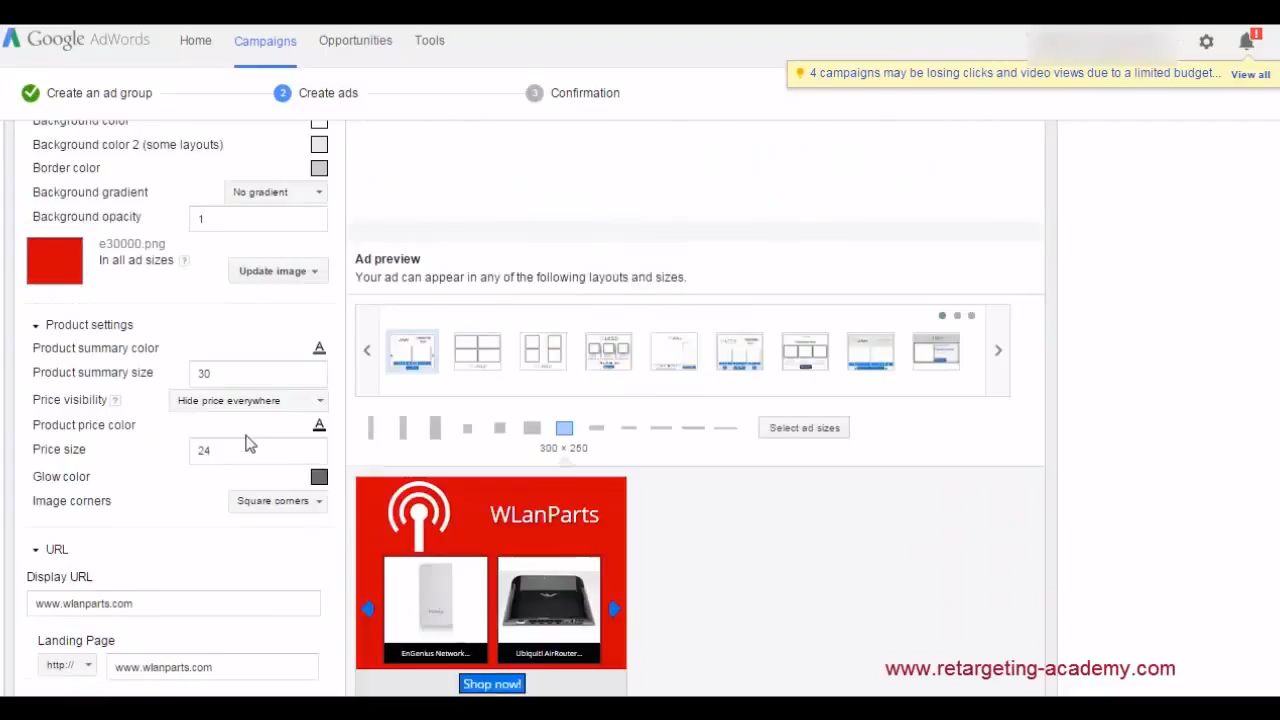 Google AdWords
Home
Campaigns
Opportunities
Tools
!
4 campaigns may be losing clicks and video views due to a limited budget... View all
Create an ad group
2 Create ads
3 Confirmation
Background color
Background color 2 (some layouts)
Border color
Background gradient
No gradient
Background opacity
1
e30000.png
In all ad sizes ?
Update image
Product settings
Product summary color
A
Product summary size
30
Price visibility ?
Hide price everywhere
Product price color
A
Price size
24
Glow color
Image corners
Square corners
URL
Display URL
www.wlanparts.com
Landing Page
http://
www.wlanparts.com
Ad preview
Your ad can appear in any of the following layouts and sizes.
Select ad sizes
300 × 250
WLanParts
EnGenius Network...
Ubiquiti AirRouter...
Shop now!
www.retargeting-academy.com